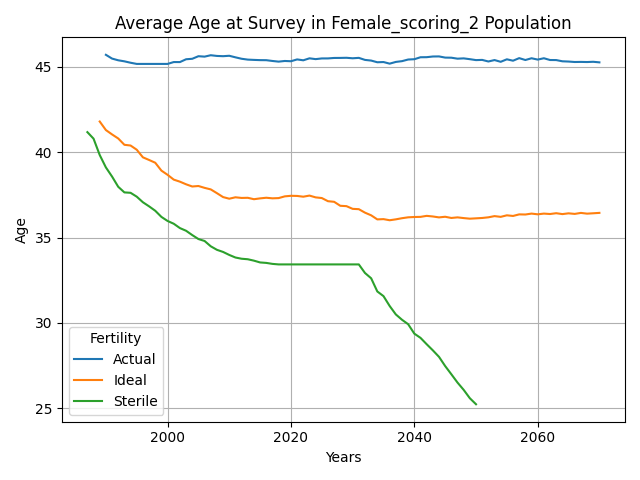 Average Age at Survey in Female_scoring_2 Population
Age
45
40
35
30
25
Fertility
Actual
Ideal
Sterile
2000 2020 2040 2060
Years